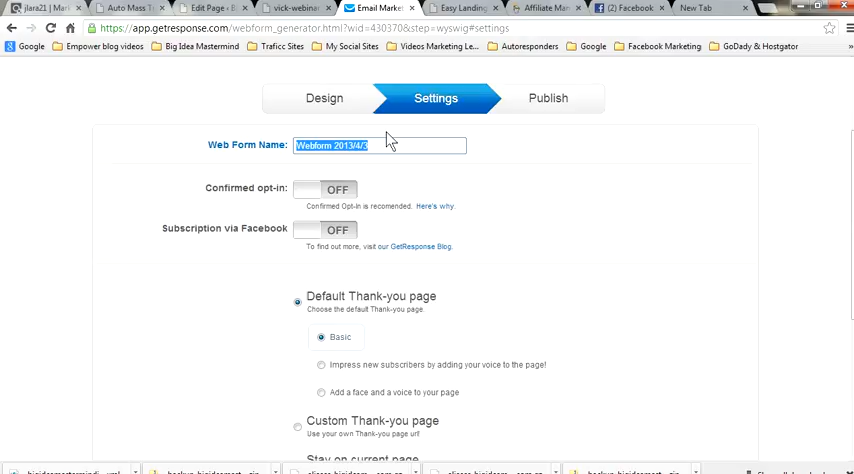 jlara21 | Mark
Auto Mass T
Edit Page ‹ B
vick-webinar
Email Marke
Easy Landing
Affiliate Man
(2) Facebook
New Tab
https://app.getresponse.com/webform_generator.html?wid=430370&step=wyswig#settings
Google
Empower blog videos
Big Idea Mastermind
Traficc Sites
My Social Sites
Videos Marketing Le...
Autoresponders
Google
Facebook Marketing
GoDady & Hostgator
»
Design
Settings
Publish
Web Form Name: Webform 2013/4/3
Confirmed opt-in: OFF
Confirmed Opt-In is recomended. Here's why.
Subscription via Facebook OFF
To find out more, visit our GetResponse Blog.
Default Thank-you page
Choose the default Thank-you page
Basic
Impress new subscribers by adding your voice to the page!
Add a face and a voice to your page
Custom Thank-you page
Use your own Thank-you page url
Stay on current page